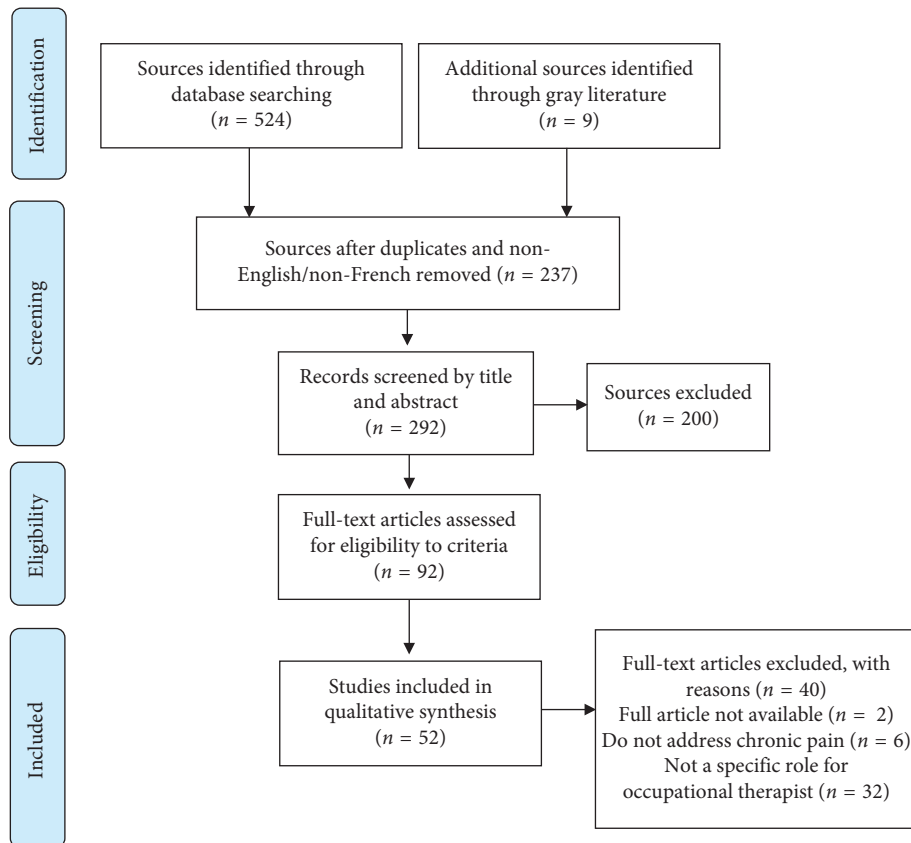 Identification
Sources identified through
database searching
(n = 524)
Additional sources identified
through gray literature
(n = 9)
Screening
Sources after duplicates and non-
English/non-French removed (n = 237)
Records screened by title
and abstract
(n = 292)
Sources excluded
(n = 200)
Eligibility
Full-text articles assessed
for eligibility to criteria
(n = 92)
Included
Studies included in
qualitative synthesis
(n = 52)
Full-text articles excluded, with
reasons (n = 40)
Full article not available (n = 2)
Do not address chronic pain (n = 6)
Not a specific role for
occupational therapist (n = 32)